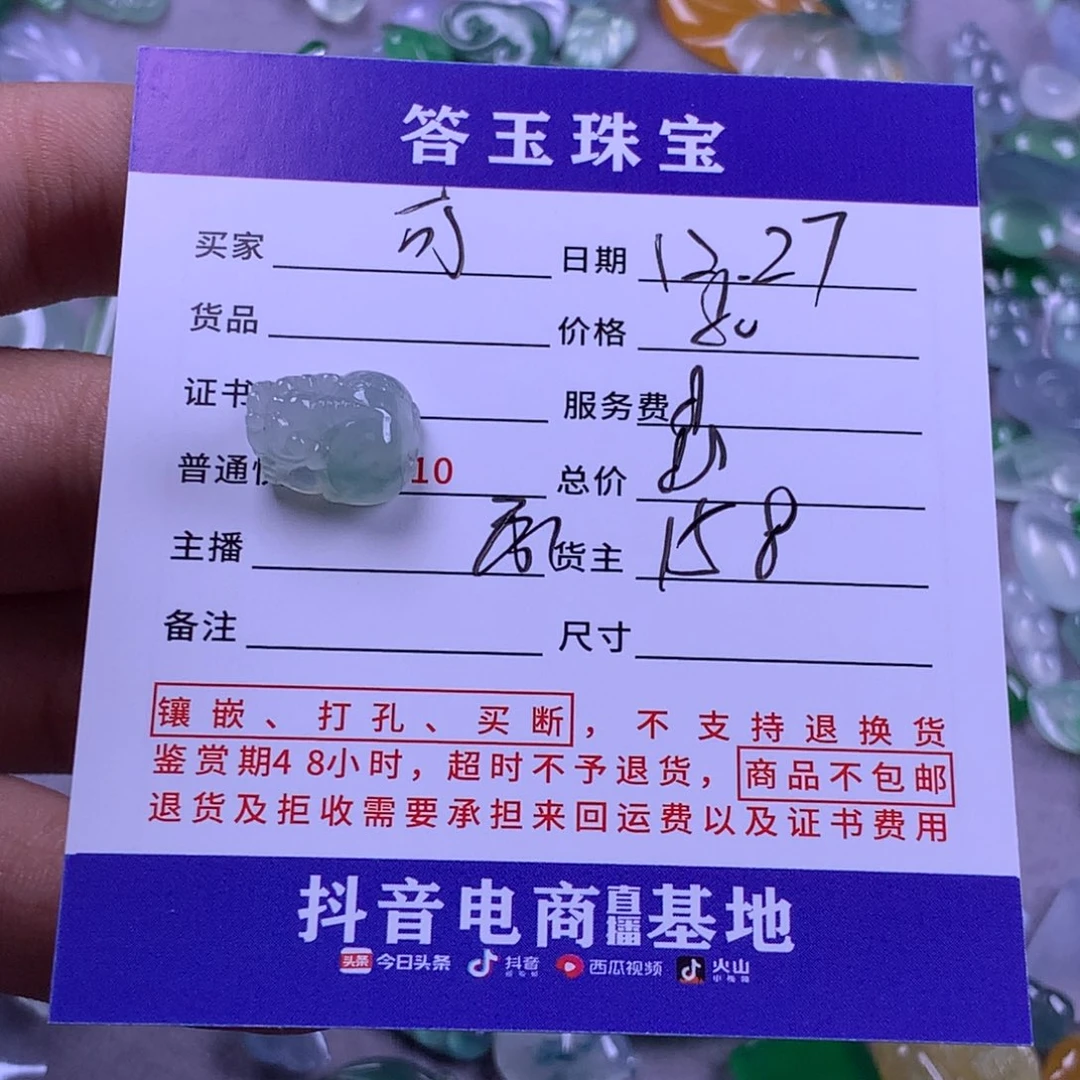 答玉珠宝
买家 日期 12.27
货品 价格 80
证书 服务费
普通 10 总价
主播 货主 158
备注 尺寸
镶嵌、打孔、买断，不支持退换货
鉴赏期48小时，超时不予退货，商品不包邮
退货及拒收需要承担来回运费以及证书费用
抖音电商直播基地
头条 今日头条 抖音 西瓜视频 火山